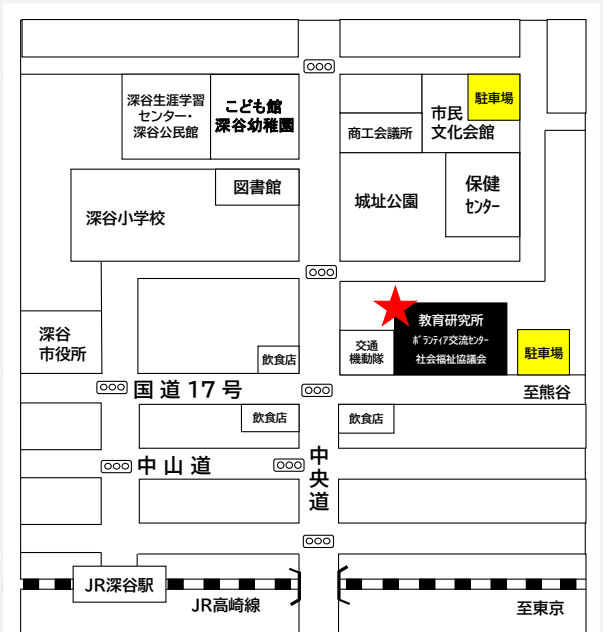 深谷生涯学習
センター・
深谷公民館
こども館
深谷幼稚園
駐車場
市民
文化会館
商工会議所
図書館
深谷小学校
城址公園
保健
センター
教育研究所
ボランティア交流センター
社会福祉協議会
交通
機動隊
駐車場
深谷
市役所
飲食店
国道17号
至熊谷
飲食店
飲食店
中山道
中央道
JR深谷駅
JR高崎線
至東京